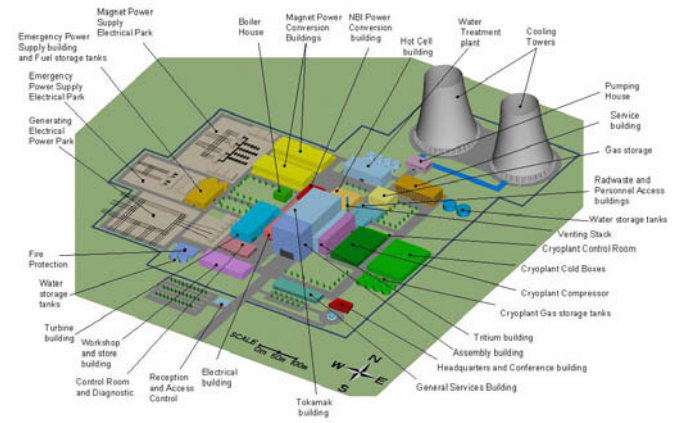 Magnet Power
Supply
Electrical Park
Emergency Power
Supply building
and Fuel storage tanks
Emergency
Power Supply
Electrical Park
Generating
Electrical
Power Park
Boiler
House
Magnet Power
Conversion
Buildings
NBI Power
Conversion
building
Hot Cell
building
Water
Treatment
plant
Cooling
Towers
Pumping
House
Service
building
Gas storage
Radwaste and
Personnel Access
buildings
Water storage tanks
Venting Stack
Cryoplant Control Room
Cryoplant Cold Boxes
Cryoplant Compressor
Cryoplant Gas storage tanks
Tritium building
Assembly building
Headquarters and Conference building
General Services Building
Fire
Protection
Water
storage
tanks
Turbine
building
Workshop
and store
building
Control Room
and Diagnostic
Reception
and Access
Control
Electrical
building
Tokamak
building
SCALE
0m 50m 100m
N
W
E
S